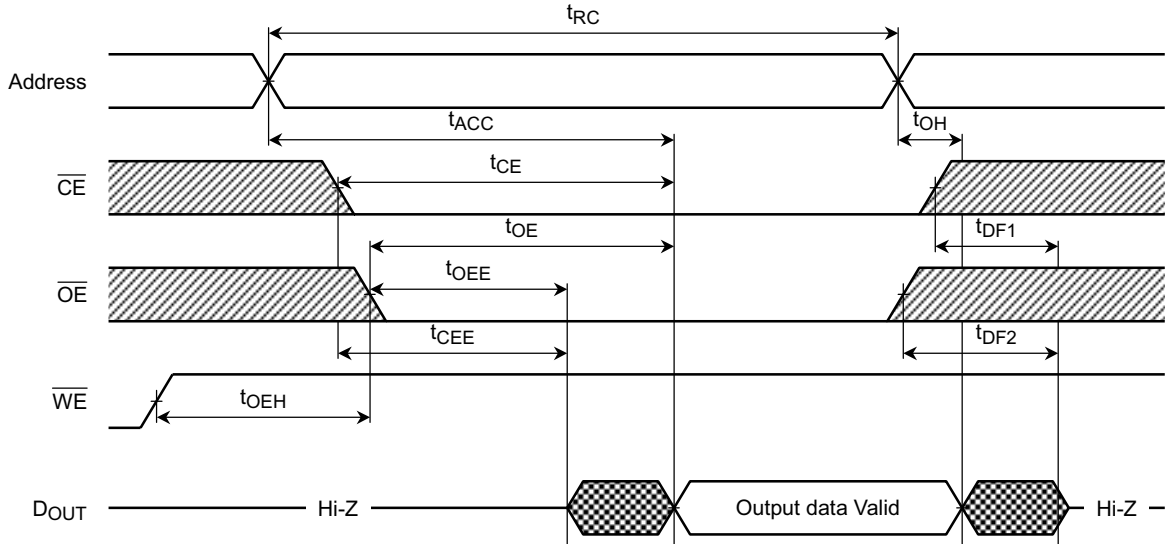 tRC
Address
tACC
tOH
CE
tCE
tOE
tDF1
OE
tOEE
tCEE
tDF2
WE
tOEH
DOUT
Hi-Z
Output data Valid
Hi-Z